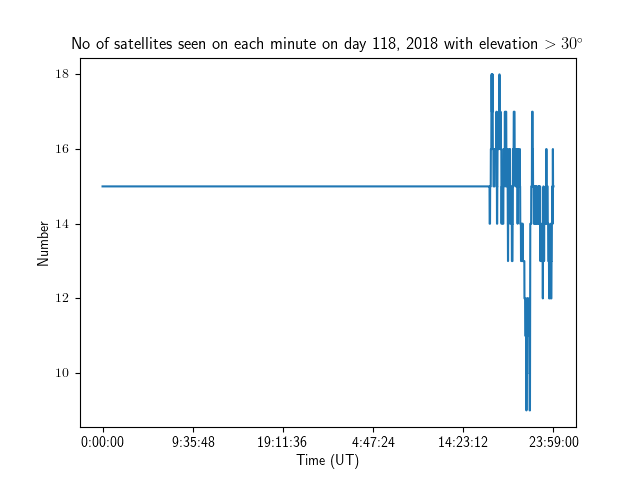 No of satellites seen on each minute on day 118, 2018 with elevation > 30°
18
16
14
12
10
Number
0:00:00 9:35:48 19:11:36 4:47:24 14:23:12 23:59:00
Time (UT)